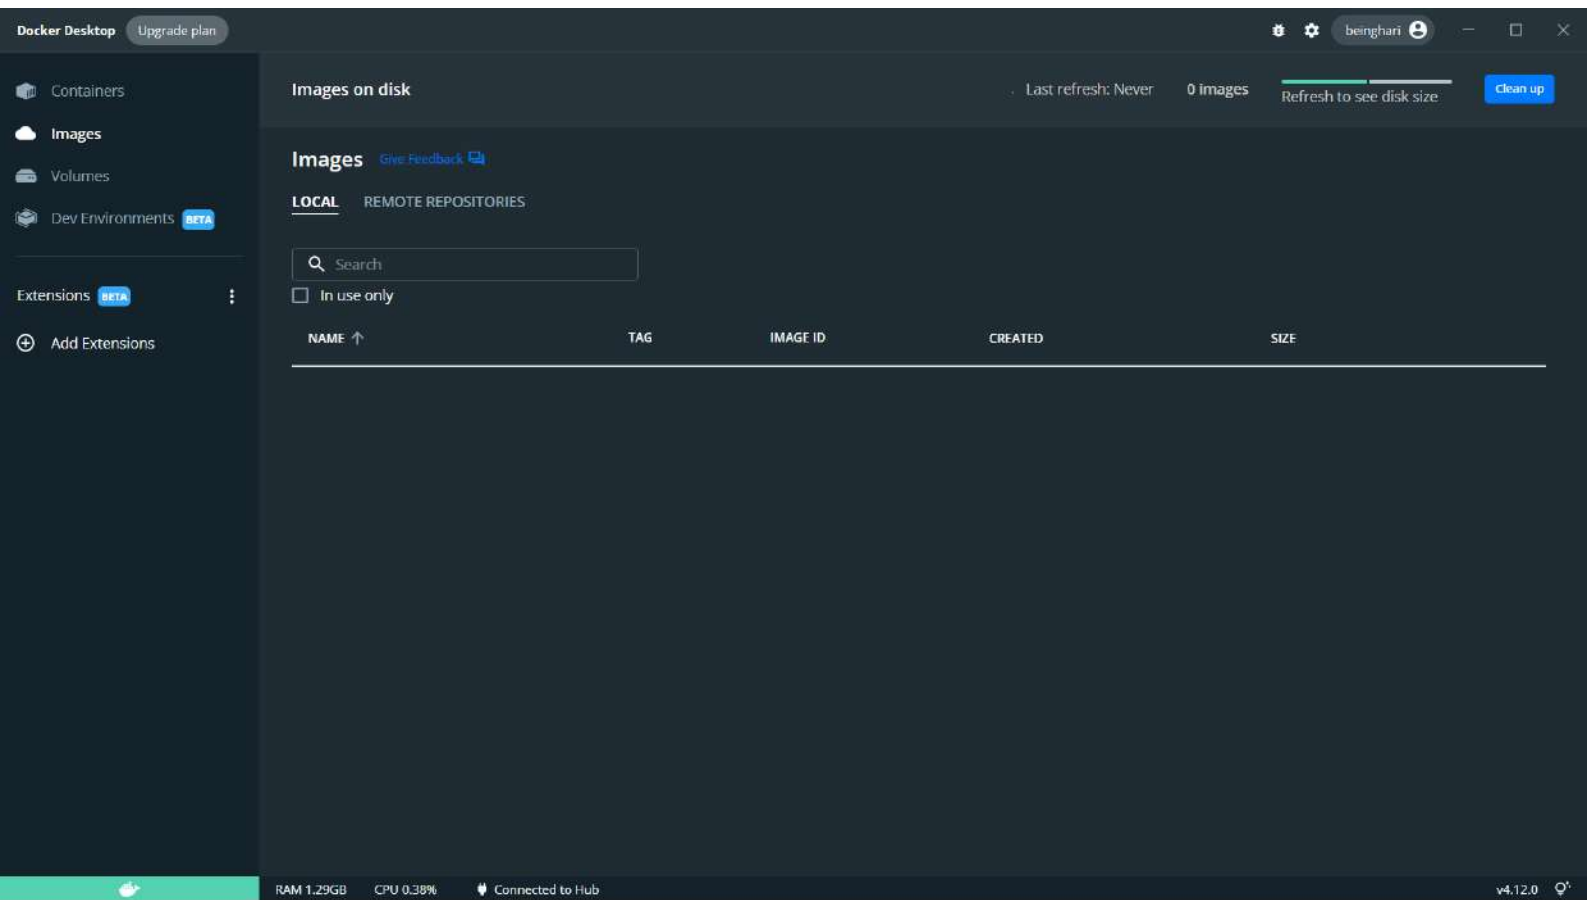 Docker Desktop Upgrade plan beinghari
Containers
Images
Volumes
Dev Environments BETA
Extensions BETA
Add Extensions
Images on disk Last refresh: Never 0 images Refresh to see disk size Clean up
Images Give Feedback
LOCAL REMOTE REPOSITORIES
Search
In use only
NAME TAG IMAGE ID CREATED SIZE
RAM 1.29GB CPU 0.38% Connected to Hub v4.12.0